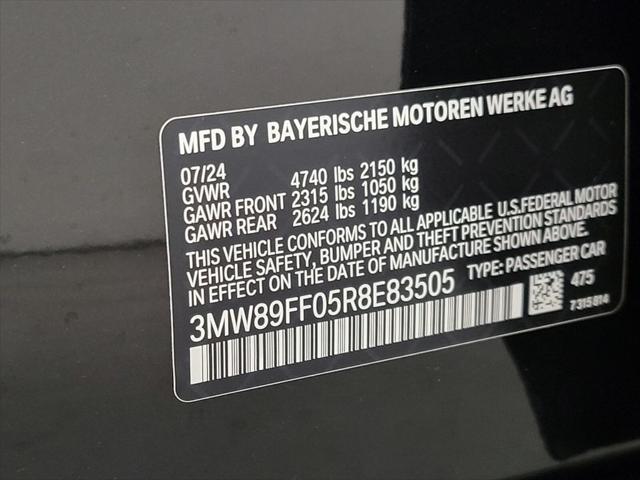 MFD BY BAYERISCHE MOTOREN WERKE AG
07/24
GVWR 4740 lbs 2150 kg
GAWR FRONT 2315 lbs 1050 kg
GAWR REAR 2624 lbs 1190 kg
THIS VEHICLE CONFORMS TO ALL APPLICABLE U.S.FEDERAL MOTOR
VEHICLE SAFETY, BUMPER AND THEFT PREVENTION STANDARDS
IN EFFECT ON THE DATE OF MANUFACTURE SHOWN ABOVE.
3MW89FF05R8E83505 TYPE: PASSENGER CAR
475
7315814